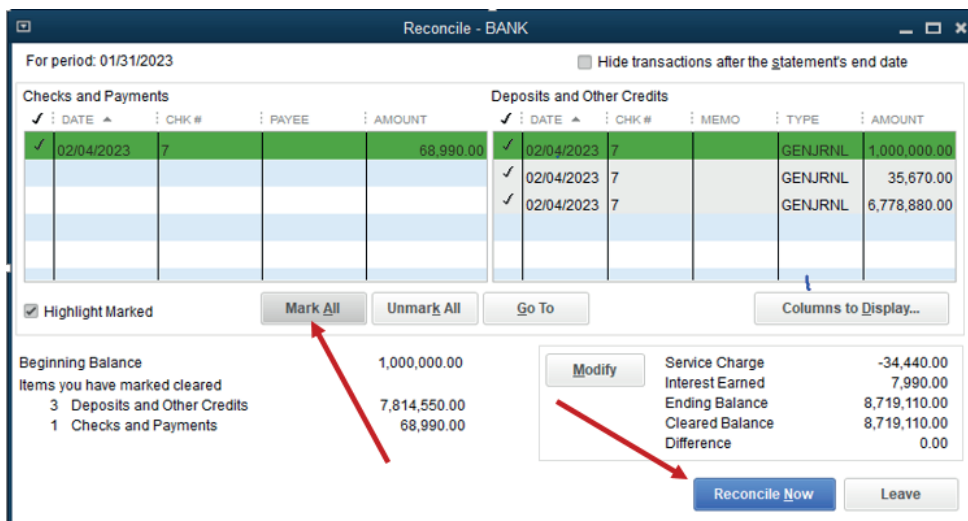 Reconcile - BANK
For period: 01/31/2023
Hide transactions after the statement's end date
Checks and Payments
✓ DATE CHK # PAYEE AMOUNT
✓ 02/04/2023 7 68,990.00
Deposits and Other Credits
✓ DATE CHK # MEMO TYPE AMOUNT
✓ 02/04/2023 7 GENJRNL 1,000,000.00
✓ 02/04/2023 7 GENJRNL 35,670.00
✓ 02/04/2023 7 GENJRNL 6,778,880.00
Highlight Marked
Mark All
Unmark All
Go To
Columns to Display...
Beginning Balance 1,000,000.00
Items you have marked cleared
3 Deposits and Other Credits 7,814,550.00
1 Checks and Payments 68,990.00
Modify
Service Charge -34,440.00
Interest Earned 7,990.00
Ending Balance 8,719,110.00
Cleared Balance 8,719,110.00
Difference 0.00
Reconcile Now
Leave